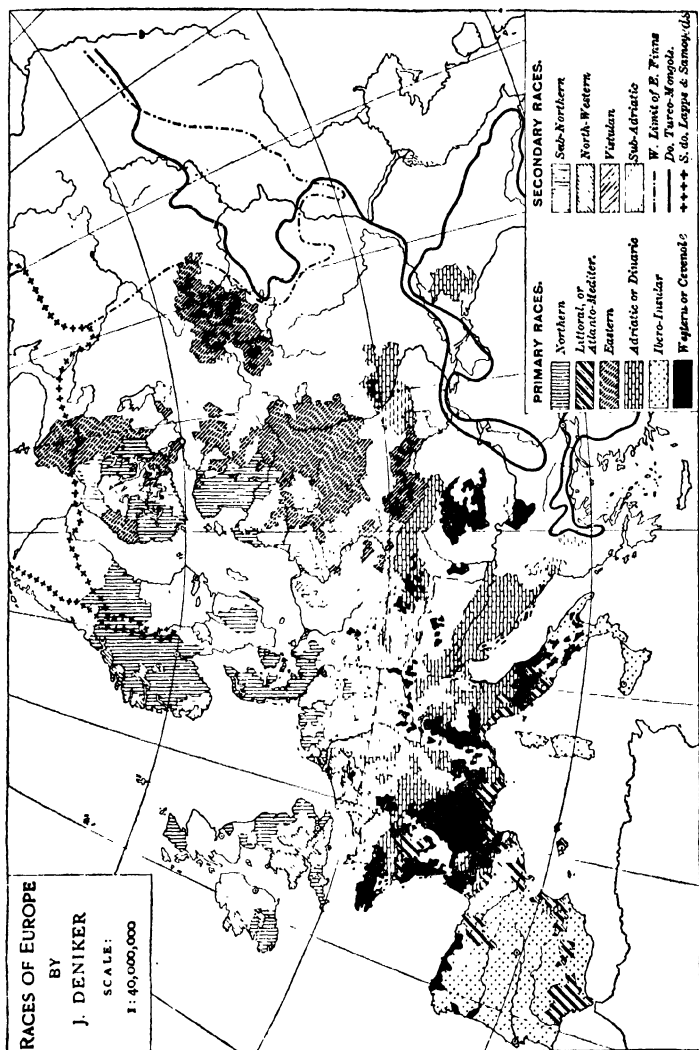 RACES OF EUROPE
BY
J. DENIKER
SCALE:
1 : 40,000,000
PRIMARY RACES.
Northern
Littoral, or
Atlanto-Mediter.
Eastern
Adriatic or Dinaric
Ibero-Insular
Western or Cevenole
SECONDARY RACES.
Sub-Northern
North-Western
Vistulan
Sub-Adriatic
W. Limit of E. Finns
Do. Turco-Mongols.
S. do. Lapps & Samoyeds